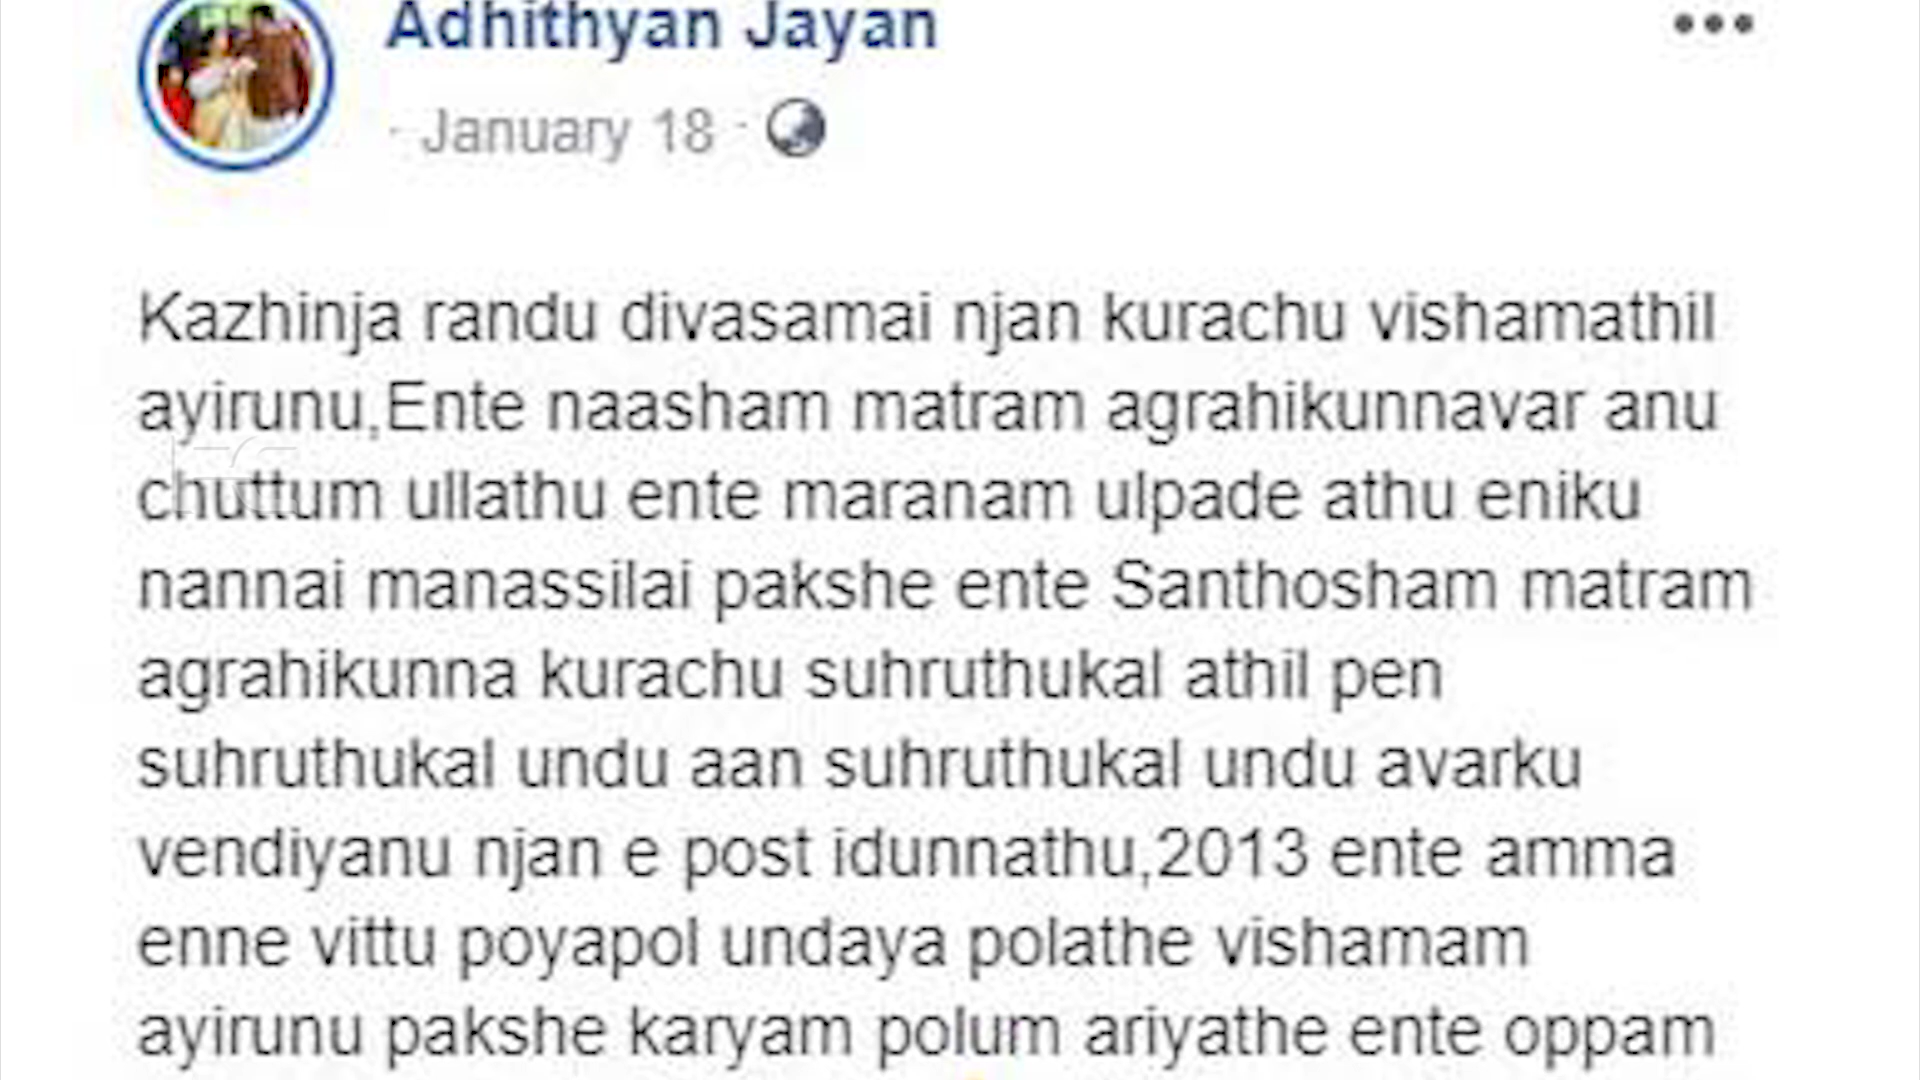 Adhithyan Jayan
· January 18 ·
Kazhinja randu divasamai njan kurachu vishamathil
ayirunu,Ente naasham matram agrahikunnavar anu
chuttum ullathu ente maranam ulpade athu eniku
nannai manassilai pakshe ente Santhosham matram
agrahikunna kurachu suhruthukal athil pen
suhruthukal undu aan suhruthukal undu avarku
vendiyanu njan e post idunnathu,2013 ente amma
enne vittu poyapol undaya polathe vishamam
ayirunu pakshe karyam polum ariyathe ente oppam